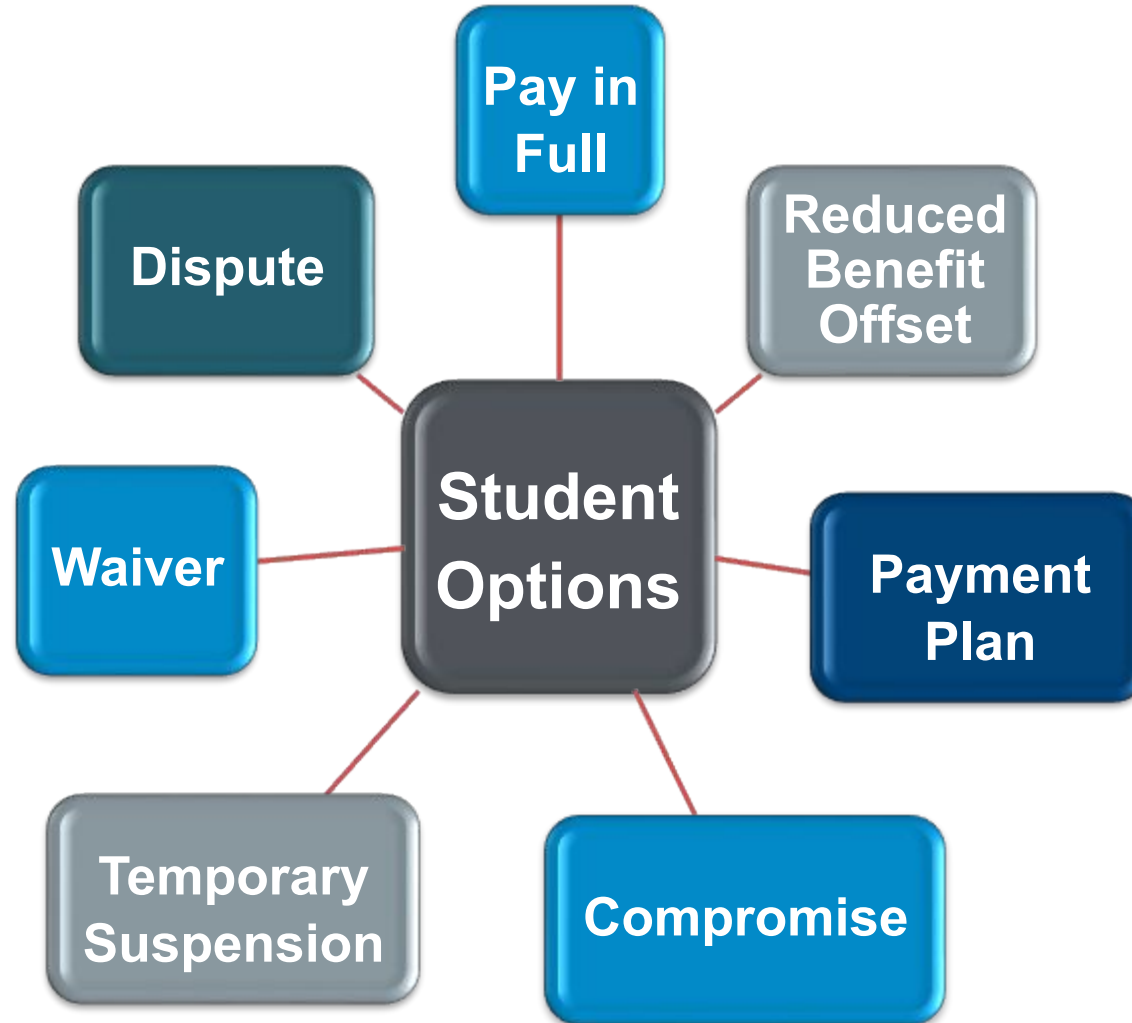 Pay in
Full
Reduced
Benefit
Offset
Dispute
Student
Options
Waiver
Payment
Plan
Temporary
Suspension
Compromise